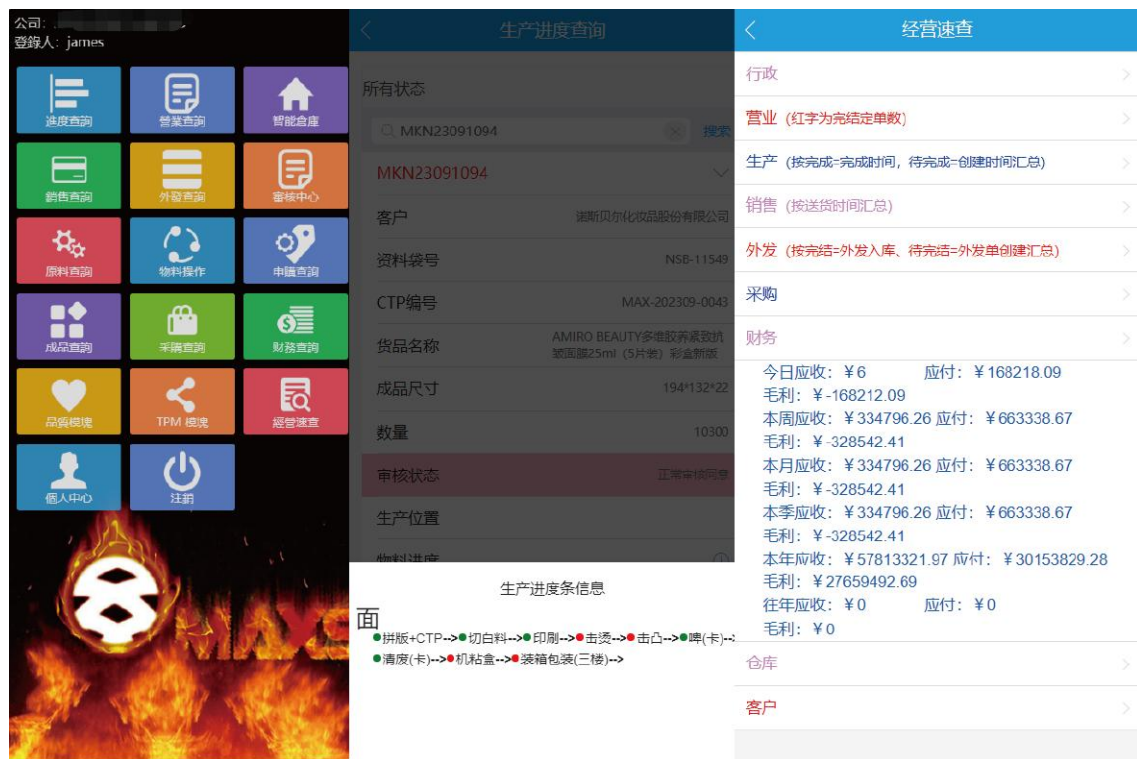 公司:
登錄人: james
進度查詢
營業查詢
智能倉庫
銷售查詢
外發查詢
審核中心
原料查詢
物料操作
申購查詢
成品查詢
采購查詢
财務查詢
品質模塊
TPM 模塊
經營速查
個人中心
注銷
生产进度查询
所有状态
MKN23091094
搜索
MKN23091094
客户
诺斯贝尔化妆品股份有限公司
资料袋号
NSB-11549
CTP编号
MAX-202309-0043
货品名称
AMIRO BEAUTY多维胶养紧致抗
皱面膜25ml（5片装）彩盒新版
成品尺寸
194*132*22
数量
10300
审核状态
正常审核同意
生产位置
物料进度
生产进度条信息
面
●拼版+CTP-->●切白料-->●印刷-->●击烫-->●击凸-->●啤(卡)-->
●清废(卡)-->●机粘盒-->●装箱包装(三楼)-->
经营速查
行政
营业（红字为完结定单数）
生产（按完成=完成时间，待完成=创建时间汇总）
销售（按送货时间汇总）
外发（按完结=外发入库、待完结=外发单创建汇总）
采购
财务
今日应收: ￥6 应付: ￥168218.09
毛利: ￥-168212.09
本周应收: ￥334796.26 应付: ￥663338.67
毛利: ￥-328542.41
本月应收: ￥334796.26 应付: ￥663338.67
毛利: ￥-328542.41
本季应收: ￥334796.26 应付: ￥663338.67
毛利: ￥-328542.41
本年应收: ￥57813321.97 应付: ￥30153829.28
毛利: ￥27659492.69
往年应收: ￥0 应付: ￥0
毛利: ￥0
仓库
客户